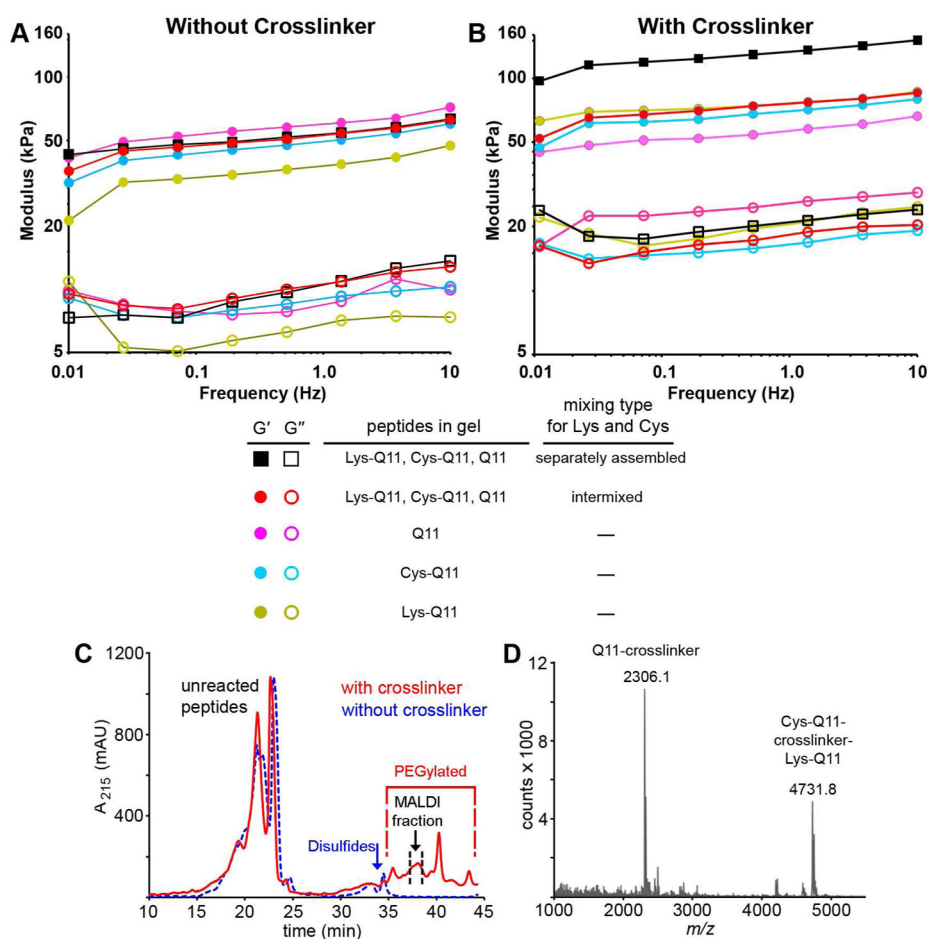 A
Without Crosslinker
160
100
50
20
5
Modulus (kPa)
0.01
0.1
1.0
10
Frequency (Hz)
B
With Crosslinker
160
100
50
20
5
Modulus (kPa)
0.01
0.1
1.0
10
Frequency (Hz)
G′ G″ peptides in gel mixing type for Lys and Cys
Lys-Q11, Cys-Q11, Q11 separately assembled
Lys-Q11, Cys-Q11, Q11 intermixed
Q11 —
Cys-Q11 —
Lys-Q11 —
C
1200
1000
800
400
A215 (mAU)
unreacted
peptides
with crosslinker
without crosslinker
PEGylated
MALDI
fraction
Disulfides
10 15 20 25 30 35 40 45
time (min)
D
Q11-crosslinker
2306.1
Cys-Q11-
crosslinker-
Lys-Q11
4731.8
12
8
4
0
counts x 1000
1000 2000 3000 4000 5000
m/z